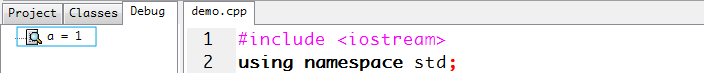 Project Classes Debug
a = 1
demo.cpp
1 #include <iostream>
2 using namespace std;